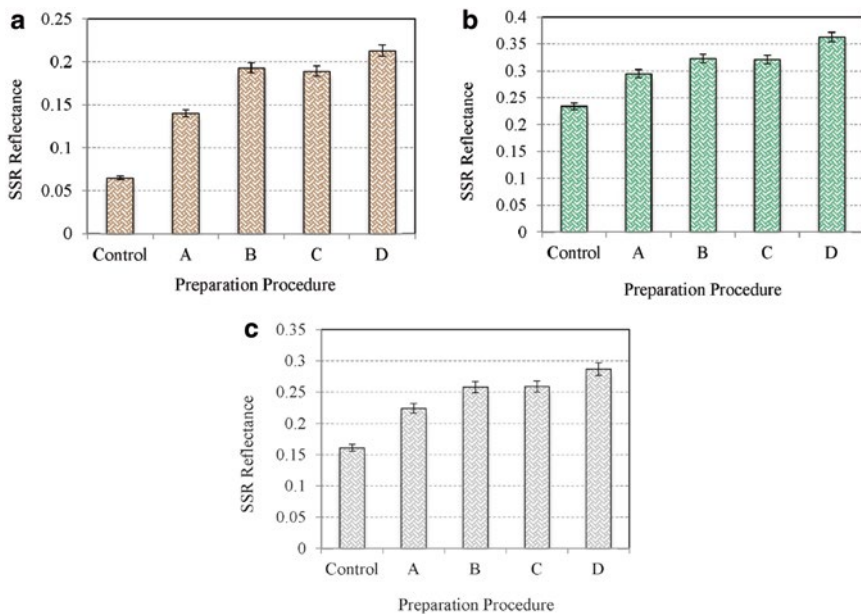 a
0.25
0.2
0.15
0.1
0.05
0
SSR Reflectance
Control A B C D
Preparation Procedure
b
0.4
0.35
0.3
0.25
0.2
0.15
0.1
0.05
0
SSR Reflectance
Control A B C D
Preparation Procedure
c
0.35
0.3
0.25
0.2
0.15
0.1
0.05
0
SSR Reflectance
Control A B C D
Preparation Procedure